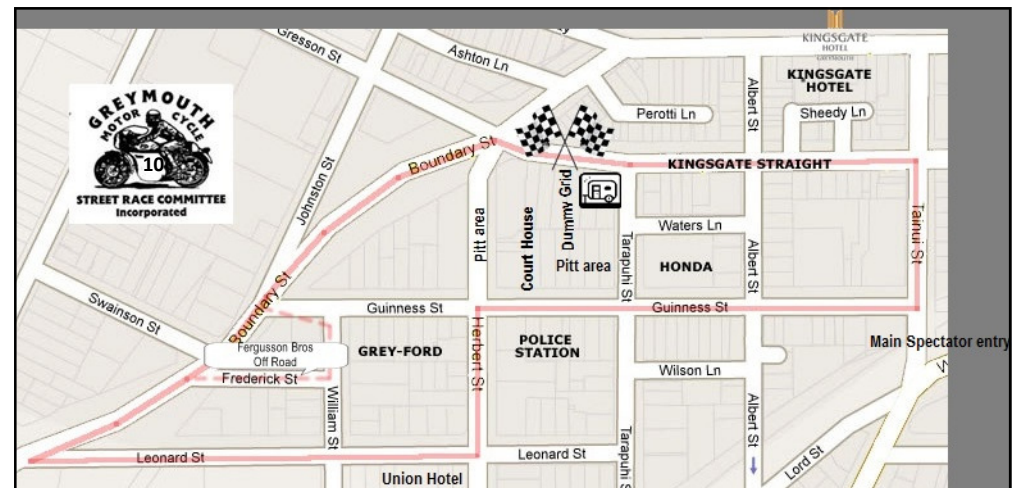 KINGSGATE
HOTEL
GREYMOUTH
Gresson St
Ashton Ln
KINGSGATE
HOTEL
GREYMOUTH
MOTOR CYCLE
10
STREET RACE COMMITTEE
Incorporated
Albert St
Perotti Ln
Sheedy Ln
Boundary St
KINGSGATE STRAIGHT
Johnston St
Pitt area
Court House
Dummy Grid
Pitt area
Tarapuhi St
Waters Ln
HONDA
Albert St
Tainui St
Swainson St
Boundary St
Guinness St
Guinness St
Fergusson Bros
Off Road
GREY-FORD
Herbert St
POLICE
STATION
Main Spectator entry
Frederick St
Wilson Ln
William St
Albert St
Leonard St
Leonard St
Tarapuhi S
Lord St
Union Hotel